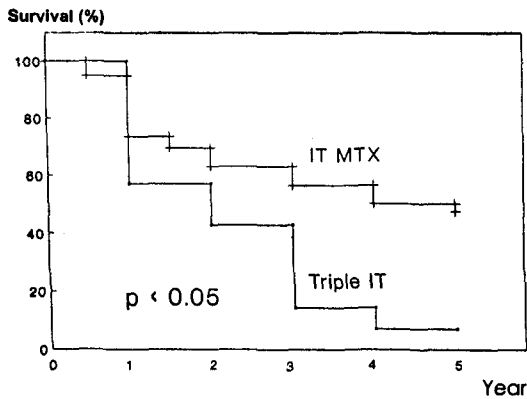 Survival (%)
100
80
60
40
20
0
IT MTX
Triple IT
p < 0.05
0 1 2 3 4 5
Year